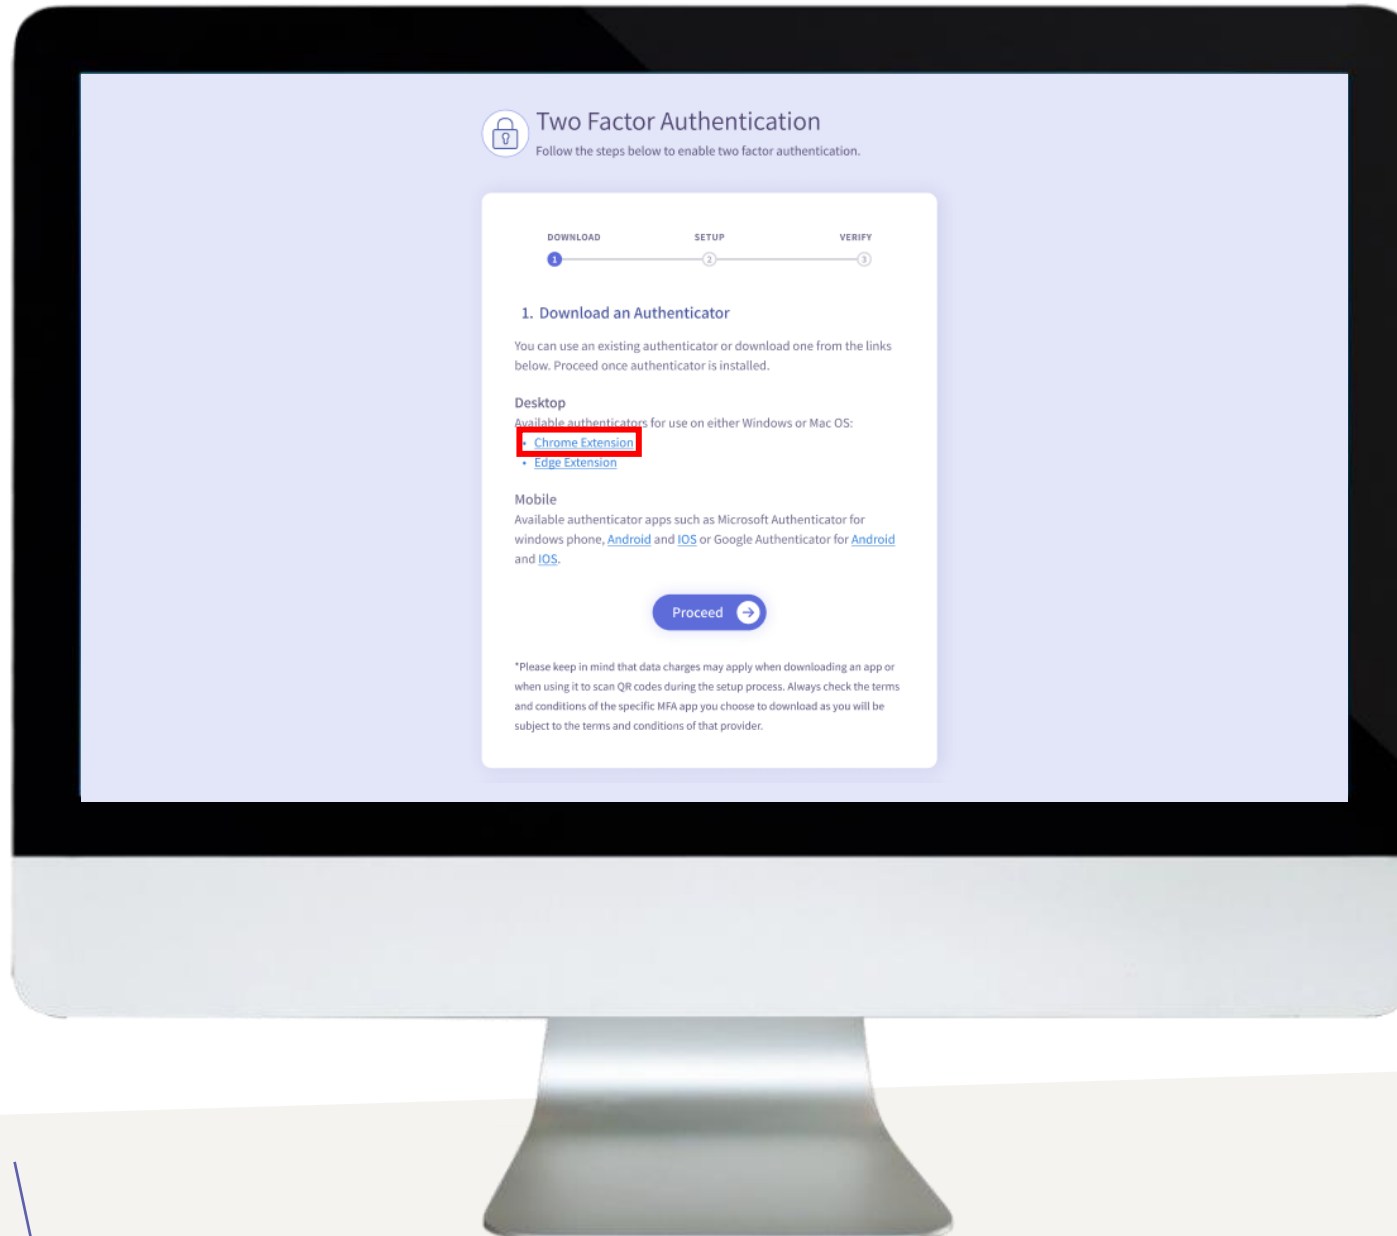 Two Factor Authentication
Follow the steps below to enable two factor authentication.
DOWNLOAD SETUP VERIFY
1 2 3
1. Download an Authenticator
You can use an existing authenticator or download one from the links
below. Proceed once authenticator is installed.
Desktop
Available authenticators for use on either Windows or Mac OS:
• Chrome Extension
• Edge Extension
Mobile
Available authenticator apps such as Microsoft Authenticator for
windows phone, Android and IOS or Google Authenticator for Android
and IOS.
Proceed
*Please keep in mind that data charges may apply when downloading an app or
when using it to scan QR codes during the setup process. Always check the terms
and conditions of the specific MFA app you choose to download as you will be
subject to the terms and conditions of that provider.